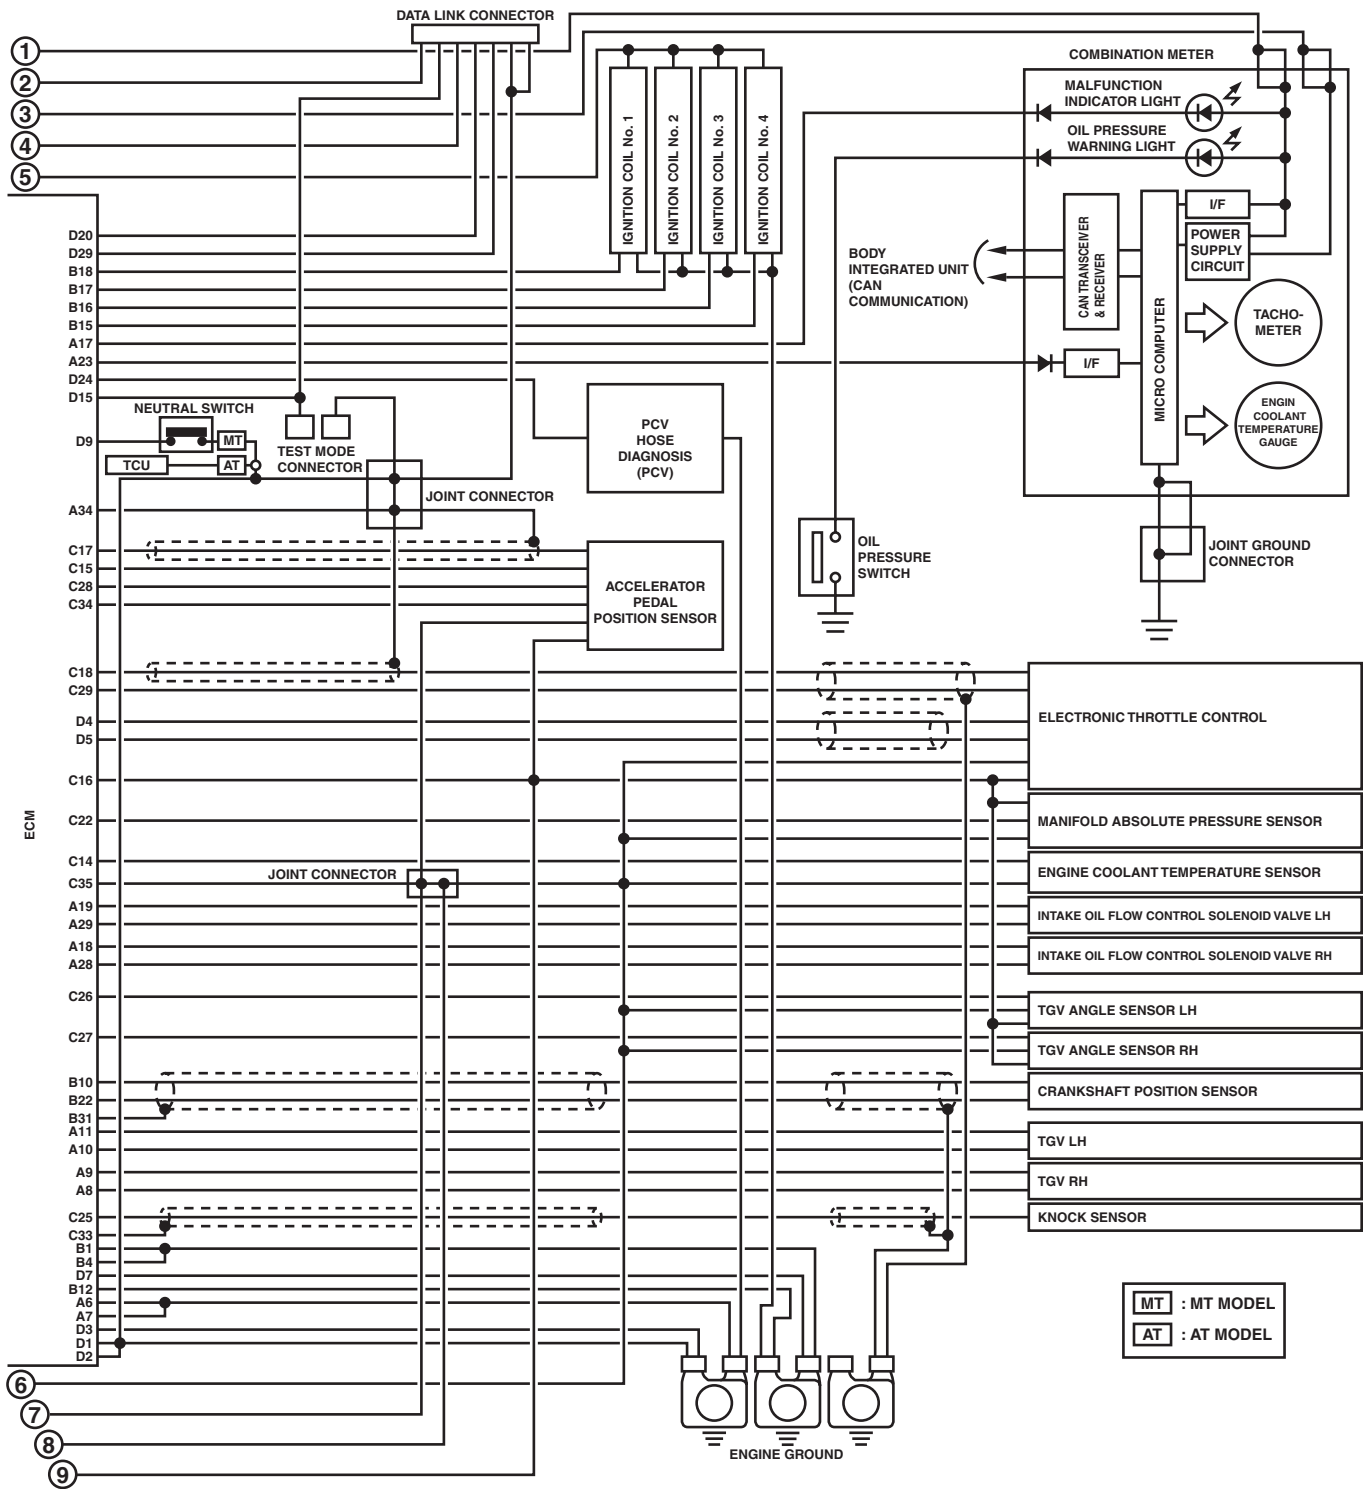 DATA LINK CONNECTOR
1
2
3
4
5
COMBINATION METER
MALFUNCTION
INDICATOR LIGHT
OIL PRESSURE
WARNING LIGHT
IGNITION COIL No. 1
IGNITION COIL No. 2
IGNITION COIL No. 3
IGNITION COIL No. 4
I/F
POWER
SUPPLY
CIRCUIT
CAN TRANSCEIVER
& RECEIVER
MICRO COMPUTER
BODY
INTEGRATED UNIT
(CAN
COMMUNICATION)
TACHO-
METER
I/F
ENGIN
COOLANT
TEMPERATURE
GAUGE
D20
D29
B18
B17
B16
B15
A17
A23
D24
D15
NEUTRAL SWITCH
D9
MT
TCU
AT
TEST MODE
CONNECTOR
PCV
HOSE
DIAGNOSIS
(PCV)
JOINT CONNECTOR
A34
OIL
PRESSURE
SWITCH
JOINT GROUND
CONNECTOR
C17
C15
C28
C34
ACCELERATOR
PEDAL
POSITION SENSOR
C18
C29
D4
D5
C16
ELECTRONIC THROTTLE CONTROL
ECM
C22
MANIFOLD ABSOLUTE PRESSURE SENSOR
C14
C35
JOINT CONNECTOR
ENGINE COOLANT TEMPERATURE SENSOR
A19
A29
INTAKE OIL FLOW CONTROL SOLENOID VALVE LH
A18
A28
INTAKE OIL FLOW CONTROL SOLENOID VALVE RH
C26
TGV ANGLE SENSOR LH
C27
TGV ANGLE SENSOR RH
B10
B22
B31
CRANKSHAFT POSITION SENSOR
A11
A10
TGV LH
A9
A8
TGV RH
C25
KNOCK SENSOR
C33
B1
B4
D7
B12
A6
A7
D3
D1
D2
MT : MT MODEL
AT : AT MODEL
6
7
8
9
ENGINE GROUND